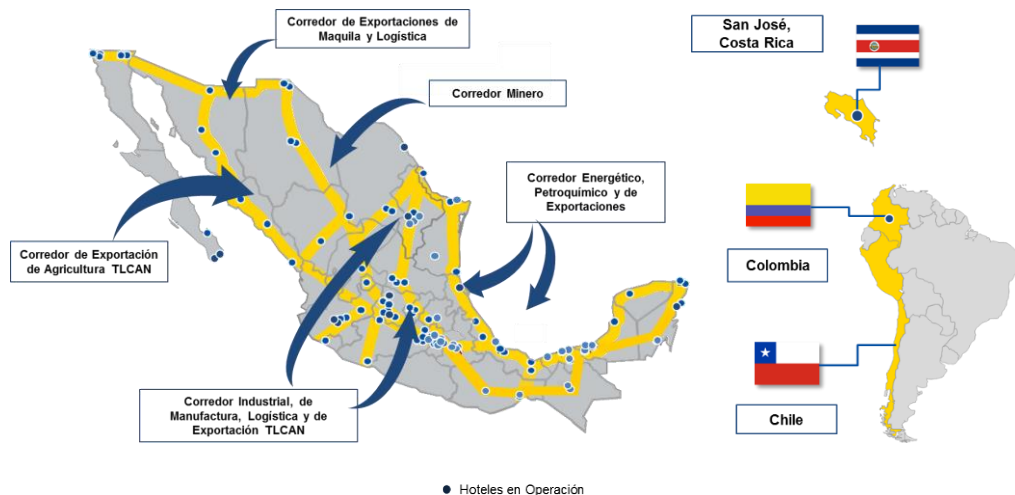 Corredor de Exportaciones de
Maquila y Logística
San José,
Costa Rica
Corredor Minero
Corredor Energético,
Petroquímico y de
Exportaciones
Corredor de Exportación
de Agricultura TLCAN
Colombia
Corredor Industrial, de
Manufactura, Logística y de
Exportación TLCAN
Chile
Hoteles en Operación